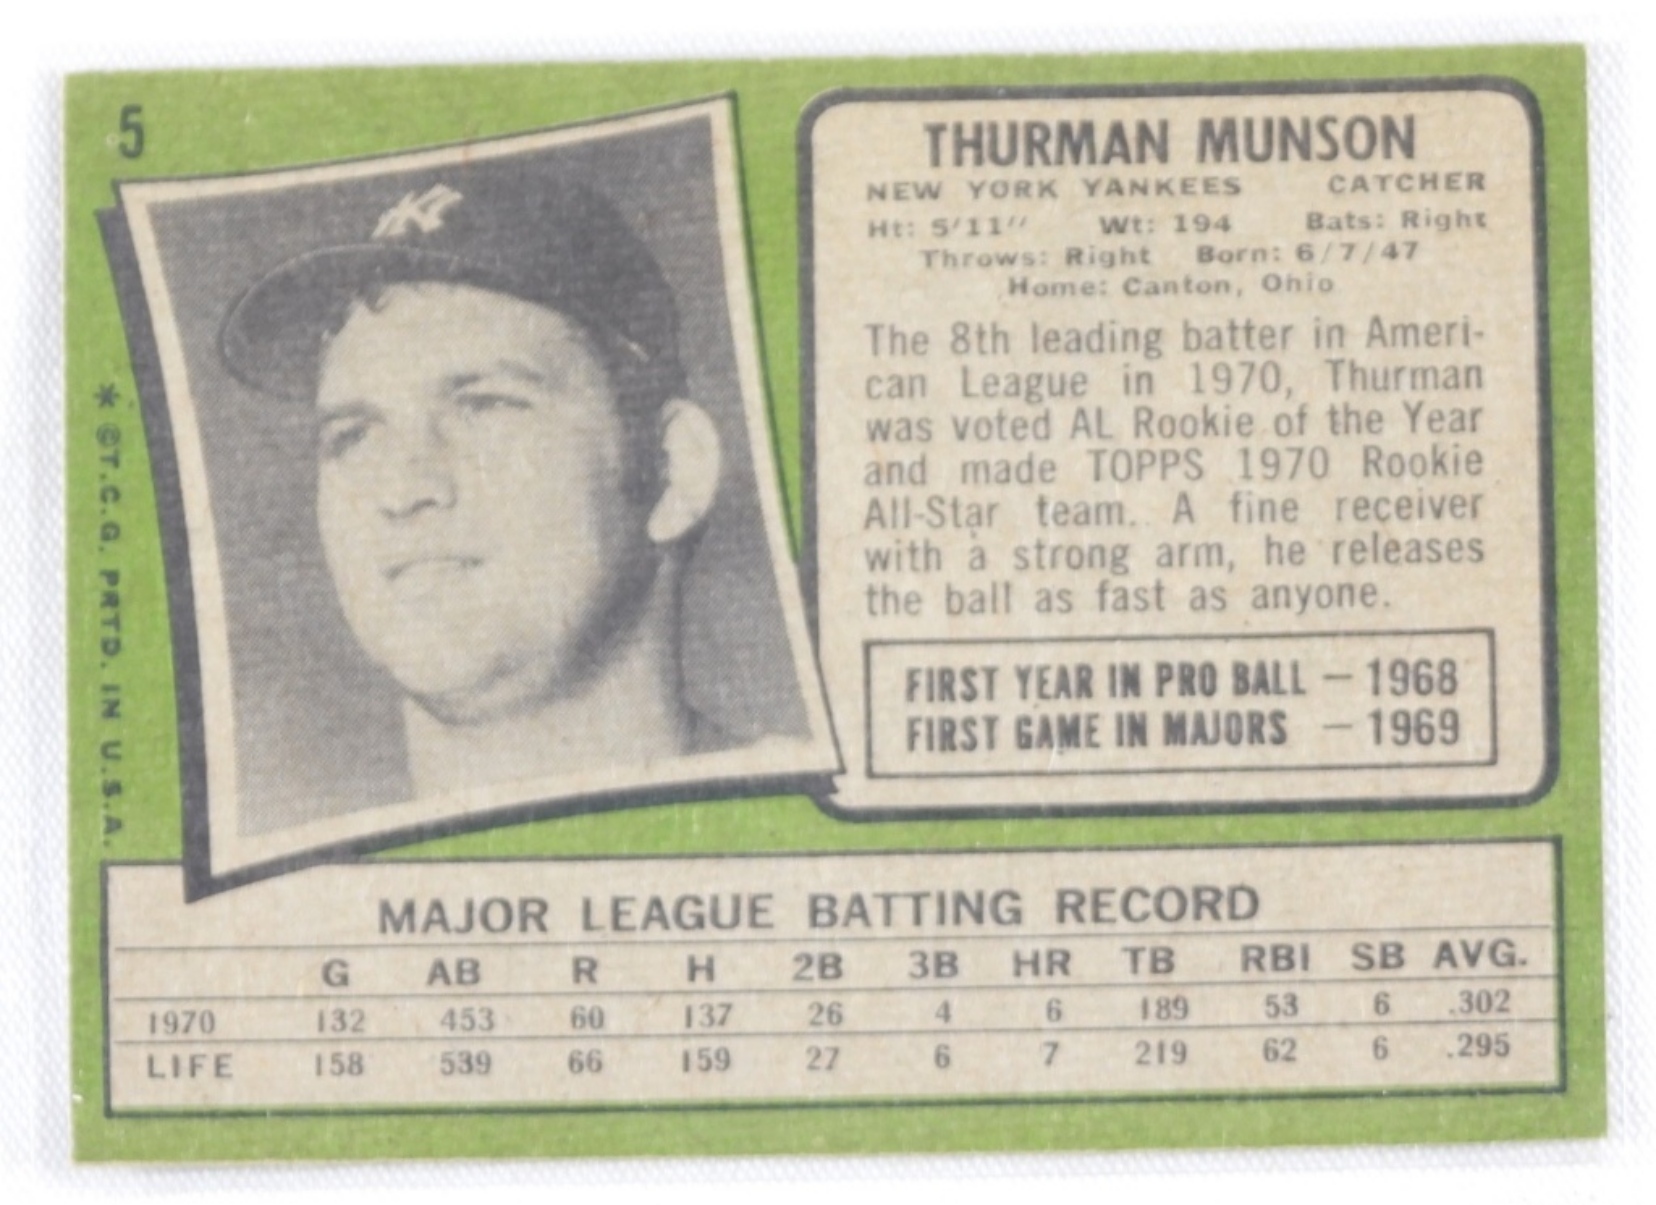 5
* ©T.C.G. PRTD. IN U.S.A.
NY
THURMAN MUNSON
NEW YORK YANKEES CATCHER
Ht: 5'11" Wt: 194 Bats: Right
Throws: Right Born: 6/7/47
Home: Canton, Ohio
The 8th leading batter in Ameri-
can League in 1970, Thurman
was voted AL Rookie of the Year
and made TOPPS 1970 Rookie
All-Star team. A fine receiver
with a strong arm, he releases
the ball as fast as anyone.
FIRST YEAR IN PRO BALL — 1968
FIRST GAME IN MAJORS — 1969
MAJOR LEAGUE BATTING RECORD
G AB R H 2B 3B HR TB RBI SB AVG.
1970 132 453 60 137 26 4 6 189 53 6 .302
LIFE 158 539 66 159 27 6 7 219 62 6 .295